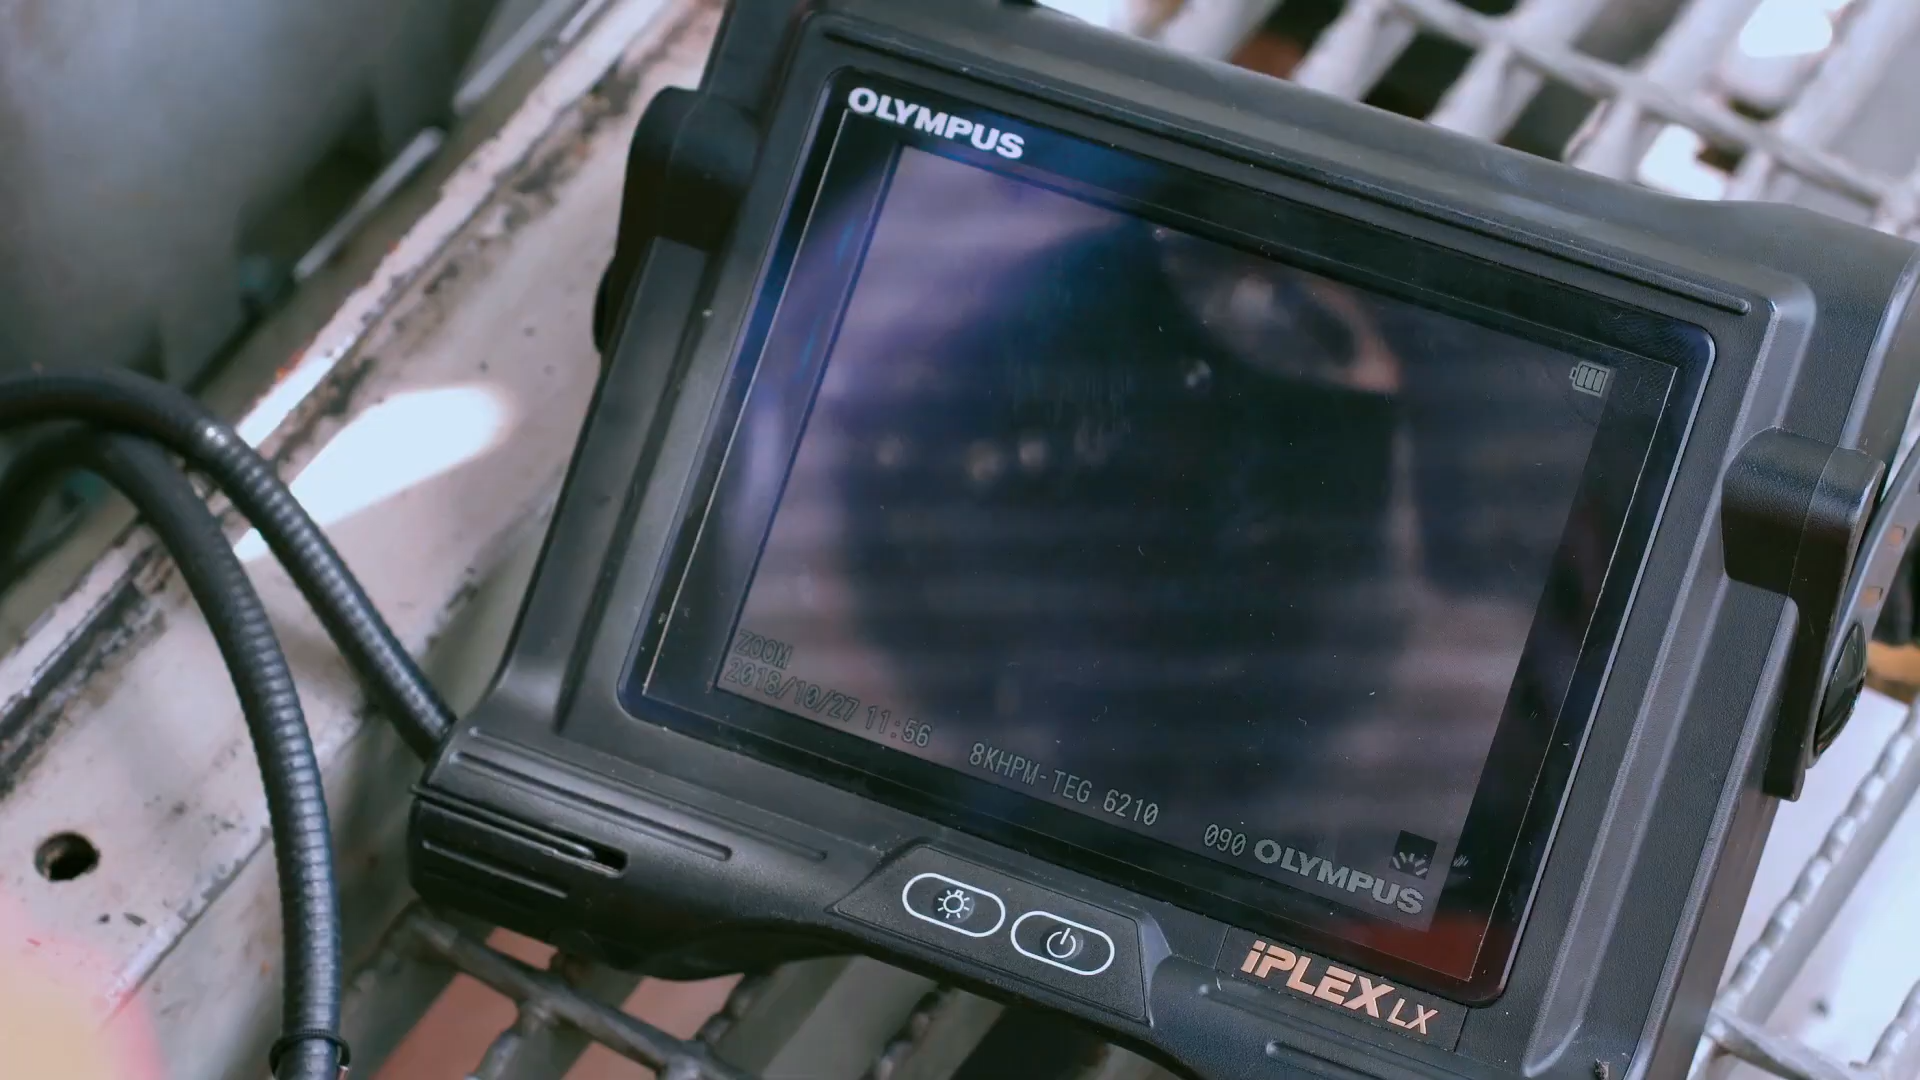 OLYMPUS
ZOOM
2018/10/27 11:56
8KHPM-TEG 6210
090 OLYMPUS
iPLEX LX